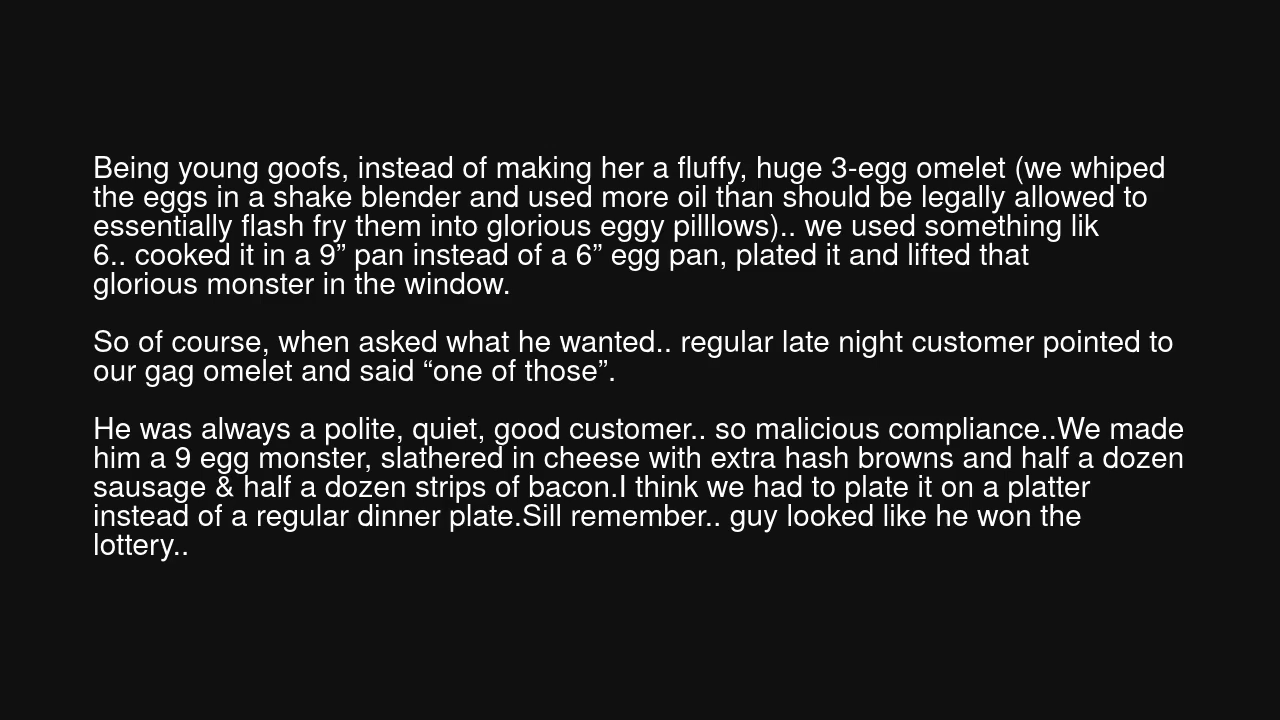 Being young goofs, instead of making her a fluffy, huge 3-egg omelet (we whiped
the eggs in a shake blender and used more oil than should be legally allowed to
essentially flash fry them into glorious eggy pilllows).. we used something lik
6.. cooked it in a 9” pan instead of a 6” egg pan, plated it and lifted that
glorious monster in the window.
So of course, when asked what he wanted.. regular late night customer pointed to
our gag omelet and said “one of those”.
He was always a polite, quiet, good customer.. so malicious compliance..We made
him a 9 egg monster, slathered in cheese with extra hash browns and half a dozen
sausage & half a dozen strips of bacon.I think we had to plate it on a platter
instead of a regular dinner plate.Sill remember.. guy looked like he won the
lottery..